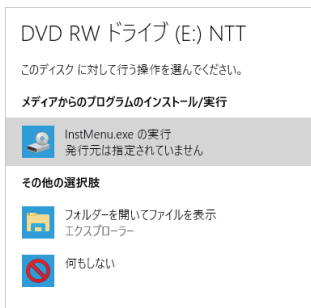 DVD RW ドライブ (E:) NTT
このディスク に対して行う操作を選んでください。
メディアからのプログラムのインストール/実行
InstMenu.exe の実行
発行元は指定されていません
その他の選択肢
フォルダーを開いてファイルを表示
エクスプローラー
何もしない